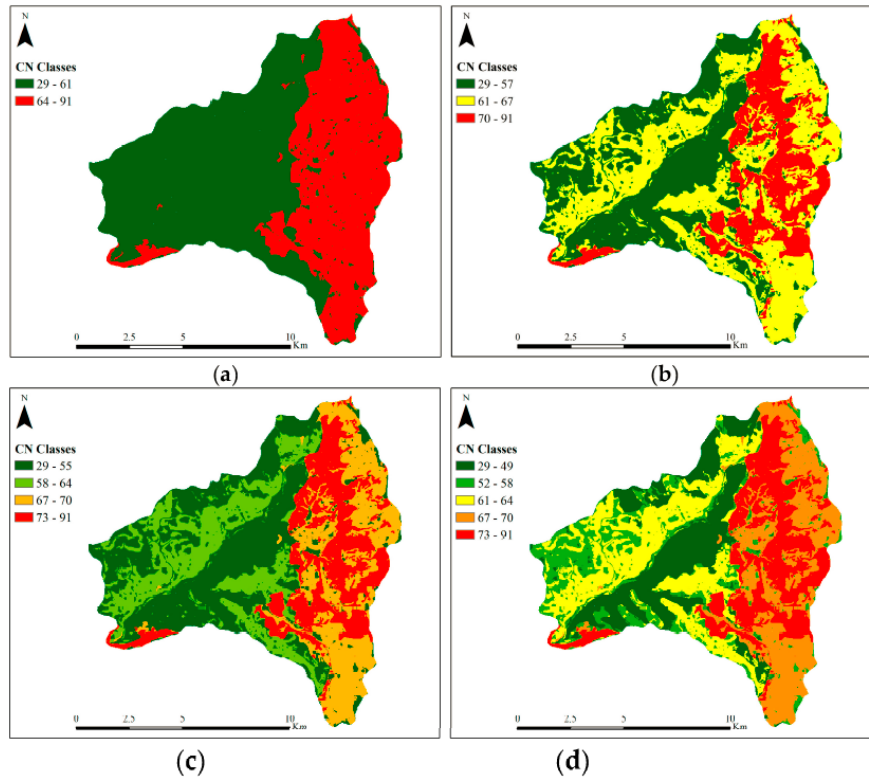 N
CN Classes
29 - 61
64 - 91
0 2.5 5 10
Km
(a)
N
CN Classes
29 - 57
61 - 67
70 - 91
0 2.5 5 10
Km
(b)
N
CN Classes
29 - 55
58 - 64
67 - 70
73 - 91
0 2.5 5 10
Km
(c)
N
CN Classes
29 - 49
52 - 58
61 - 64
67 - 70
73 - 91
0 2.5 5 10
Km
(d)